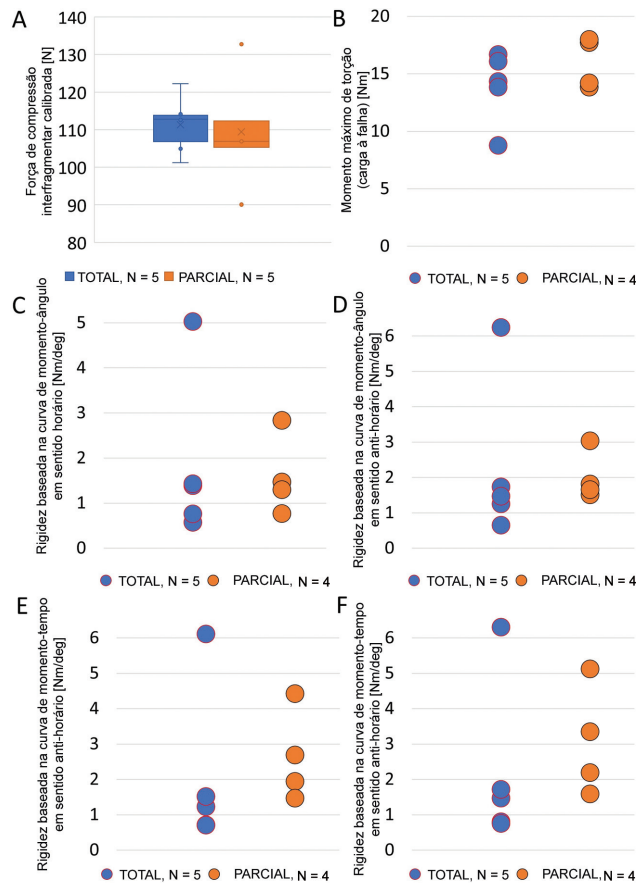 A
Força de compressão
interfragmentar calibrada [N]
140
130
120
110
100
90
80
TOTAL, N = 5 PARCIAL, N = 5
B
Momento máximo de torção
(carga à falha) [Nm]
20
15
10
5
0
TOTAL, N = 5 PARCIAL, N = 4
C
Rigidez baseada na curva de momento-ângulo
em sentido horário [Nm/deg]
5
4
3
2
1
0
TOTAL, N = 5 PARCIAL, N = 4
D
Rigidez baseada na curva de momento-ângulo
em sentido anti-horário [Nm/deg]
6
5
4
3
2
1
0
TOTAL, N = 5 PARCIAL, N = 4
E
Rigidez baseada na curva de momento-tempo
em sentido anti-horário [Nm/deg]
6
5
4
3
2
1
0
TOTAL, N = 5 PARCIAL, N = 4
F
Rigidez baseada na curva de momento-tempo
em sentido anti-horário [Nm/deg]
6
5
4
3
2
1
0
TOTAL, N = 5 PARCIAL, N = 4